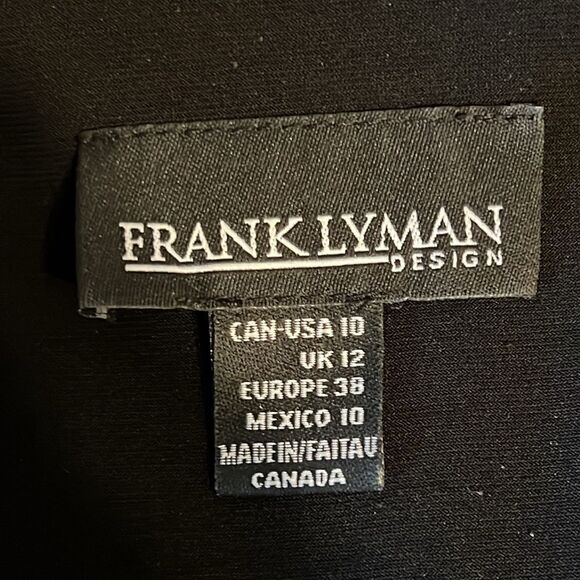 FRANK LYMAN
DESIGN
CAN-USA 10
UK 12
EUROPE 38
MEXICO 10
MADE IN/FAIT AU
CANADA